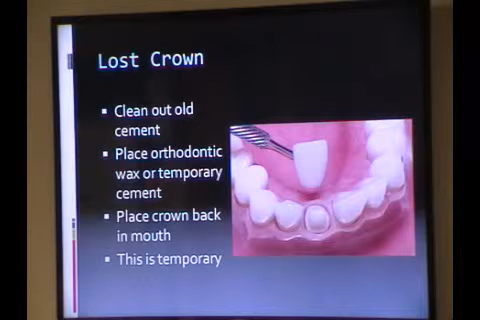 Lost Crown
▪ Clean out old
cement
▪ Place orthodontic
wax or temporary
cement
▪ Place crown back
in mouth
▪ This is temporary